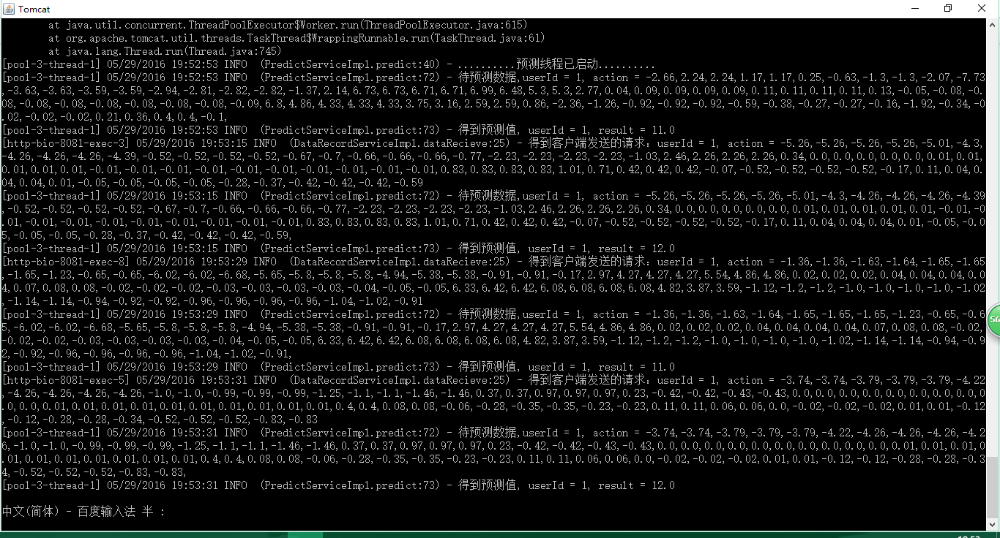 Tomcat
at java.util.concurrent.ThreadPoolExecutor$Worker.run(ThreadPoolExecutor.java:615)
at org.apache.tomcat.util.threads.TaskThread$WrappingRunnable.run(TaskThread.java:61)
at java.lang.Thread.run(Thread.java:745)
[pool-3-thread-1] 05/29/2016 19:52:53 INFO  (PredictServiceImpl.predict:40) - ..........预测线程已启动..........
[pool-3-thread-1] 05/29/2016 19:52:53 INFO  (PredictServiceImpl.predict:72) - 待预测数据,userId = 1, action = -2.66,2.24,2.24,1.17,1.17,0.25,-0.63,-1.3,-1.3,-2.07,-7.73
,-3.63,-3.63,-3.59,-3.59,-2.94,-2.81,-2.82,-2.82,-1.37,2.14,6.73,6.73,6.71,6.71,6.99,6.48,5.3,5.3,2.77,0.04,0.09,0.09,0.09,0.09,0.11,0.11,0.11,0.11,0.13,-0.05,-0.08,-0.
08,-0.08,-0.08,-0.08,-0.08,-0.08,-0.08,-0.09,6.8,4.86,4.33,4.33,4.33,3.75,3.16,2.59,2.59,0.86,-2.36,-1.26,-0.92,-0.92,-0.92,-0.59,-0.38,-0.27,-0.27,-0.16,-1.92,-0.34,-0
.02,-0.02,-0.02,0.21,0.36,0.4,0.4,-0.1,
[pool-3-thread-1] 05/29/2016 19:52:53 INFO  (PredictServiceImpl.predict:73) - 得到预测值, userId = 1, result = 11.0
[http-bio-8081-exec-3] 05/29/2016 19:53:15 INFO  (DataRecordServiceImpl.dataRecieve:25) - 得到客户端发送的请求：userId = 1, action = -5.26,-5.26,-5.26,-5.26,-5.01,-4.3,
-4.26,-4.26,-4.26,-4.39,-0.52,-0.52,-0.52,-0.52,-0.67,-0.7,-0.66,-0.66,-0.66,-0.77,-2.23,-2.23,-2.23,-2.23,-1.03,2.46,2.26,2.26,2.26,0.34,0.0,0.0,0.0,0.0,0.0,0.0,0.01,0.01,
0.01,0.01,0.01,-0.01,-0.01,-0.01,-0.01,-0.01,-0.01,-0.01,-0.01,-0.01,-0.01,0.83,0.83,0.83,0.83,1.01,0.71,0.42,0.42,0.42,-0.07,-0.52,-0.52,-0.52,-0.52,-0.17,0.11,0.04,0.
04,0.04,0.01,-0.05,-0.05,-0.05,-0.05,-0.28,-0.37,-0.42,-0.42,-0.42,-0.59
[pool-3-thread-1] 05/29/2016 19:53:15 INFO  (PredictServiceImpl.predict:72) - 待预测数据,userId = 1, action = -5.26,-5.26,-5.26,-5.26,-5.01,-4.3,-4.26,-4.26,-4.26,-4.39
,-0.52,-0.52,-0.52,-0.52,-0.67,-0.7,-0.66,-0.66,-0.66,-0.77,-2.23,-2.23,-2.23,-2.23,-1.03,2.46,2.26,2.26,2.26,0.34,0.0,0.0,0.0,0.0,0.0,0.01,0.01,0.01,0.01,0.01,-0.01,-0
.01,-0.01,-0.01,-0.01,-0.01,-0.01,-0.01,-0.01,-0.01,0.83,0.83,0.83,0.83,1.01,0.71,0.42,0.42,0.42,-0.07,-0.52,-0.52,-0.52,-0.52,-0.17,0.11,0.04,0.04,0.04,0.01,-0.05,-0.0
5,-0.05,-0.05,-0.28,-0.37,-0.42,-0.42,-0.42,-0.59,
[pool-3-thread-1] 05/29/2016 19:53:15 INFO  (PredictServiceImpl.predict:73) - 得到预测值, userId = 1, result = 12.0
[http-bio-8081-exec-8] 05/29/2016 19:53:29 INFO  (DataRecordServiceImpl.dataRecieve:25) - 得到客户端发送的请求：userId = 1, action = -1.36,-1.36,-1.63,-1.64,-1.65,-1.65
,-1.65,-1.23,-0.65,-0.65,-6.02,-6.02,-6.68,-5.65,-5.8,-5.8,-5.8,-4.94,-5.38,-5.38,-0.91,-0.91,-0.17,2.97,4.27,4.27,4.27,5.54,4.86,4.86,0.02,0.02,0.02,0.04,0.04,0.04,0.0
4,0.07,0.08,0.08,-0.02,-0.02,-0.02,-0.03,-0.03,-0.03,-0.03,-0.04,-0.05,-0.05,6.33,6.42,6.42,6.08,6.08,6.08,6.08,4.82,3.87,3.59,-1.12,-1.2,-1.2,-1.0,-1.0,-1.0,-1.0,-1.02
,-1.14,-1.14,-0.94,-0.92,-0.92,-0.96,-0.96,-0.96,-0.96,-1.04,-1.02,-0.91
[pool-3-thread-1] 05/29/2016 19:53:29 INFO  (PredictServiceImpl.predict:72) - 待预测数据,userId = 1, action = -1.36,-1.36,-1.63,-1.64,-1.65,-1.65,-1.65,-1.23,-0.65,-0.6
5,-6.02,-6.02,-6.68,-5.65,-5.8,-5.8,-5.8,-4.94,-5.38,-5.38,-0.91,-0.91,-0.17,2.97,4.27,4.27,4.27,5.54,4.86,4.86,0.02,0.02,0.02,0.04,0.04,0.04,0.04,0.07,0.08,0.08,-0.02,
-0.02,-0.02,-0.03,-0.03,-0.03,-0.03,-0.04,-0.05,-0.05,6.33,6.42,6.42,6.08,6.08,6.08,6.08,4.82,3.87,3.59,-1.12,-1.2,-1.2,-1.0,-1.0,-1.0,-1.0,-1.02,-1.14,-1.14,-0.94,-0.9
2,-0.92,-0.96,-0.96,-0.96,-0.96,-1.04,-1.02,-0.91,
[pool-3-thread-1] 05/29/2016 19:53:29 INFO  (PredictServiceImpl.predict:73) - 得到预测值, userId = 1, result = 11.0
[http-bio-8081-exec-5] 05/29/2016 19:53:31 INFO  (DataRecordServiceImpl.dataRecieve:25) - 得到客户端发送的请求：userId = 1, action = -3.74,-3.74,-3.79,-3.79,-3.79,-4.22
,-4.26,-4.26,-4.26,-4.26,-1.0,-1.0,-0.99,-0.99,-0.99,-1.25,-1.1,-1.1,-1.46,-1.46,0.37,0.37,0.97,0.97,0.97,0.23,-0.42,-0.42,-0.43,-0.43,0.0,0.0,0.0,0.0,0.0,0.0,0.0,0.0,0.
0,0.0,0.01,0.01,0.01,0.01,0.01,0.01,0.01,0.01,0.01,0.01,0.4,0.4,0.08,0.08,-0.06,-0.28,-0.35,-0.35,-0.23,-0.23,0.11,0.11,0.06,0.06,0.0,-0.02,-0.02,-0.02,0.01,0.01,-0.12
,-0.12,-0.28,-0.28,-0.34,-0.52,-0.52,-0.52,-0.83,-0.83
[pool-3-thread-1] 05/29/2016 19:53:31 INFO  (PredictServiceImpl.predict:72) - 待预测数据,userId = 1, action = -3.74,-3.74,-3.79,-3.79,-3.79,-4.22,-4.26,-4.26,-4.26,-4.2
6,-1.0,-1.0,-0.99,-0.99,-0.99,-1.25,-1.1,-1.1,-1.46,-1.46,0.37,0.37,0.97,0.97,0.97,0.23,-0.42,-0.42,-0.43,-0.43,0.0,0.0,0.0,0.0,0.0,0.0,0.0,0.0,0.0,0.0,0.01,0.01,0.01,0
.01,0.01,0.01,0.01,0.01,0.01,0.01,0.4,0.4,0.08,0.08,-0.06,-0.28,-0.35,-0.35,-0.23,-0.23,0.11,0.11,0.06,0.06,0.0,-0.02,-0.02,-0.02,0.01,0.01,-0.12,-0.12,-0.28,-0.28,-0.3
4,-0.52,-0.52,-0.52,-0.83,-0.83,
[pool-3-thread-1] 05/29/2016 19:53:31 INFO  (PredictServiceImpl.predict:73) - 得到预测值, userId = 1, result = 12.0
中文(简体) - 百度输入法 半 :
56